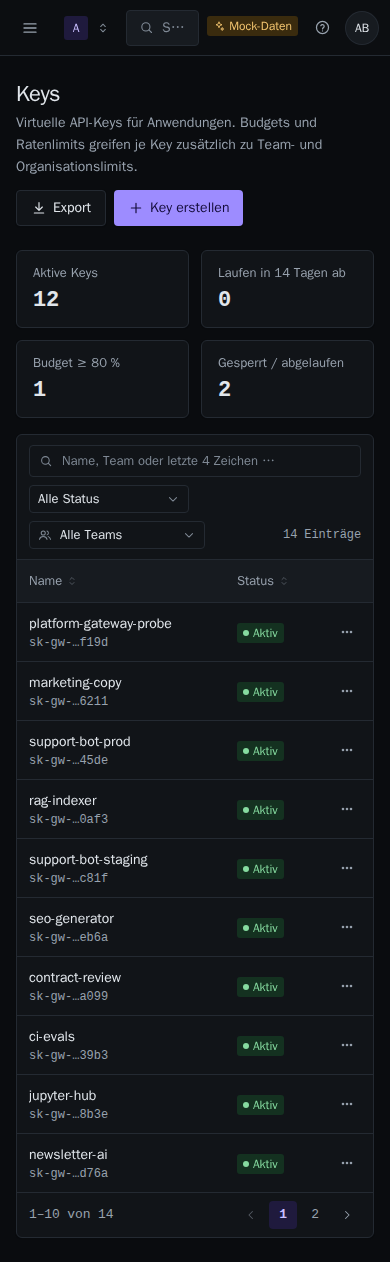 A
S⋯
Mock-Daten
AB
Keys
Virtuelle API-Keys für Anwendungen. Budgets und
Ratenlimits greifen je Key zusätzlich zu Team- und
Organisationslimits.
Export
Key erstellen
Aktive Keys
12
Laufen in 14 Tagen ab
0
Budget ≥ 80 %
1
Gesperrt / abgelaufen
2
Name, Team oder letzte 4 Zeichen ⋯
Alle Status
Alle Teams
14 Einträge
Name
Status
platform-gateway-probe
sk-gw-…f19d
Aktiv
marketing-copy
sk-gw-…6211
Aktiv
support-bot-prod
sk-gw-…45de
Aktiv
rag-indexer
sk-gw-…0af3
Aktiv
support-bot-staging
sk-gw-…c81f
Aktiv
seo-generator
sk-gw-…eb6a
Aktiv
contract-review
sk-gw-…a099
Aktiv
ci-evals
sk-gw-…39b3
Aktiv
jupyter-hub
sk-gw-…8b3e
Aktiv
newsletter-ai
sk-gw-…d76a
Aktiv
1–10 von 14
1
2